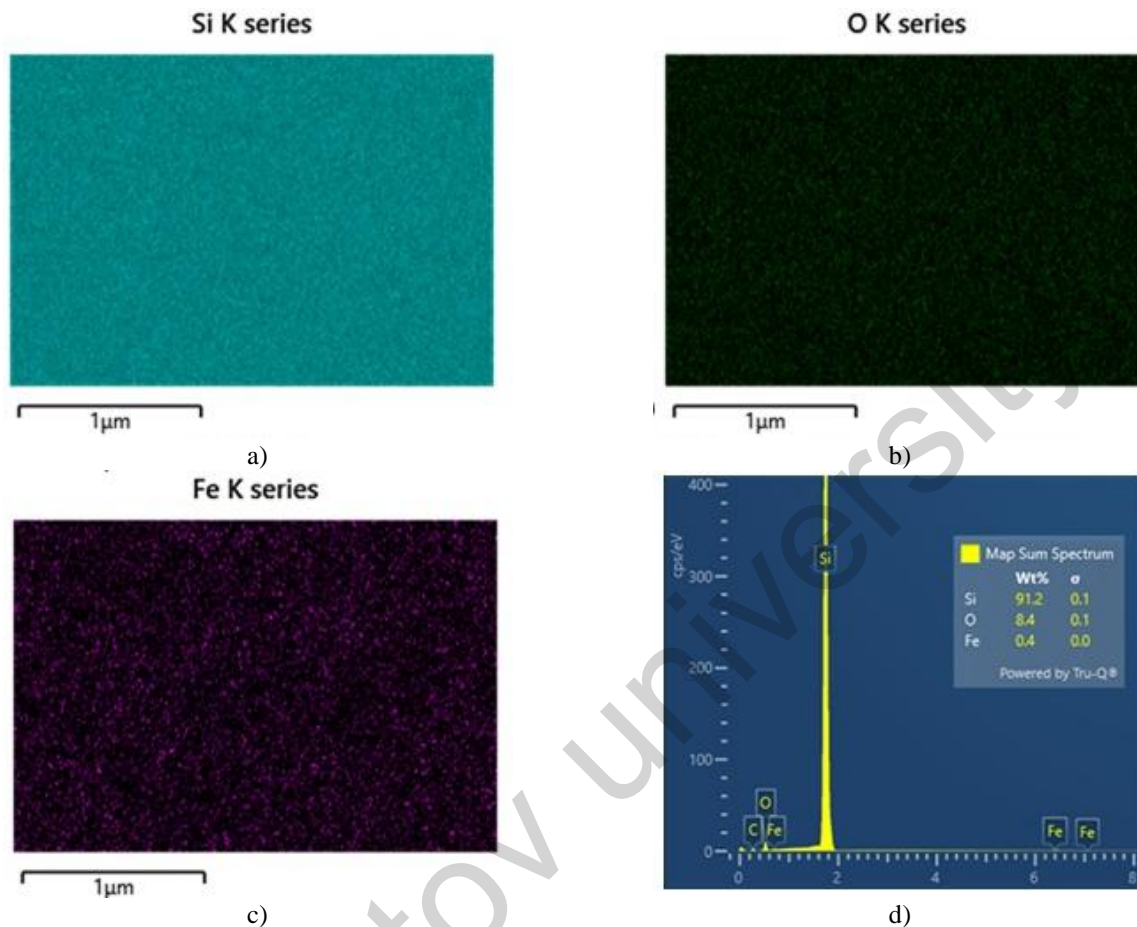 Si K series
O K series
1µm
1µm
a)
b)
Fe K series
1µm
c)
400
300
200
100
0
cps/eV
Si
O
C
Fe
Fe
Fe
0
2
4
6
8
Map Sum Spectrum
Wt% σ
Si 91.2 0.1
O 8.4 0.1
Fe 0.4 0.0
Powered by Tru-Q®
d)
tov university